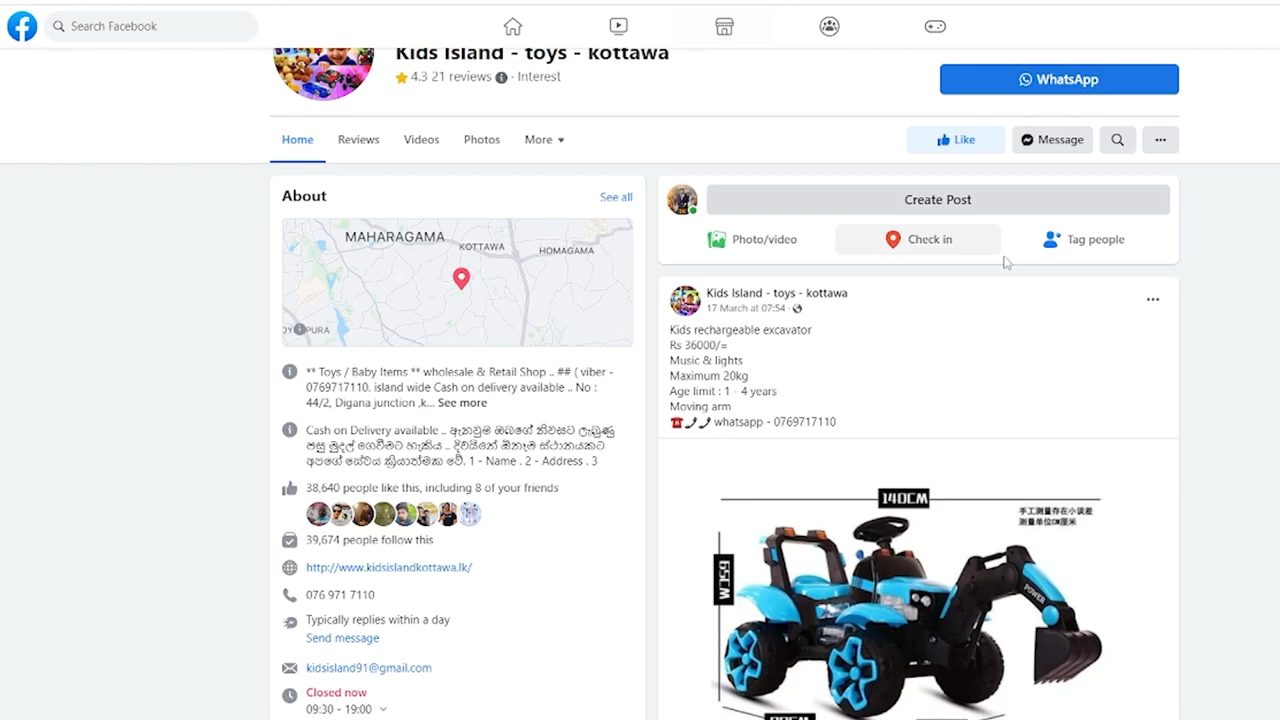 Search Facebook
Kids Island - toys - kottawa
4.3 21 reviews · Interest
WhatsApp
Home
Reviews
Videos
Photos
More
Like
Message
About
See all
MAHARAGAMA
KOTTAWA
HOMAGAMA
PURA
** Toys / Baby Items ** wholesale & Retail Shop .. ## ( viber -
0769717110. island wide Cash on delivery available .. No :
44/2, Digana junction ,k... See more
Cash on Delivery available .. ඇනවුම ඔබගේ නිවසට ලැබුණු
පසු මුදල් ගෙවීමට හැකිය .. දිවයිනේ ඕනෑම ස්ථානයකට
අපගේ සේවය ක්‍රියාත්මක වේ. 1 - Name . 2 - Address . 3
38,640 people like this, including 8 of your friends
39,674 people follow this
http://www.kidsislandkottawa.lk/
076 971 7110
Typically replies within a day
Send message
kidsisland91@gmail.com
Closed now
09:30 - 19:00
Create Post
Photo/video
Check in
Tag people
Kids Island - toys - kottawa
17 March at 07:54 ·
Kids rechargeable excavator
Rs 36000/=
Music & lights
Maximum 20kg
Age limit : 1 - 4 years
Moving arm
whatsapp - 0769717110
140CM
手工测量存在小误差
测量单位CM厘米
65CM
POWER